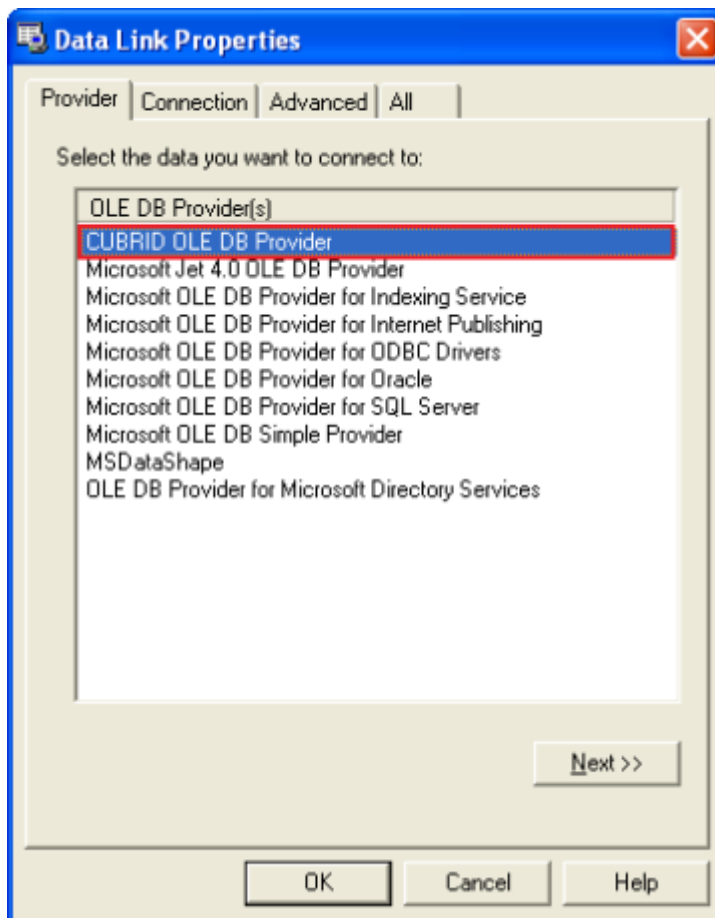 Data Link Properties
Provider Connection Advanced All
Select the data you want to connect to:
OLE DB Provider(s)
CUBRID OLE DB Provider
Microsoft Jet 4.0 OLE DB Provider
Microsoft OLE DB Provider for Indexing Service
Microsoft OLE DB Provider for Internet Publishing
Microsoft OLE DB Provider for ODBC Drivers
Microsoft OLE DB Provider for Oracle
Microsoft OLE DB Provider for SQL Server
Microsoft OLE DB Simple Provider
MSDataShape
OLE DB Provider for Microsoft Directory Services
Next >>
OK Cancel Help